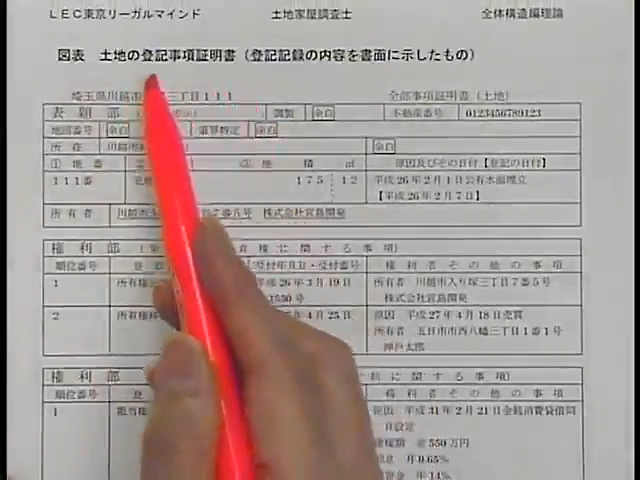 LEC東京リーガルマインド 土地家屋調査士 全体構造編理論
図表 土地の登記事項証明書（登記記録の内容を書面に示したもの）
埼玉県川越市 三丁目111 全部事項証明書（土地）
表題部 調製 余白 不動産番号 0123456789123
地図番号 余白 筆界特定 余白
所在 川越市 余白
①地番 ③地積 ㎡ 原因及びその日付【登記の日付】
111番 175 12 平成26年2月1日公有水面埋立
【平成26年2月7日】
所有者 川越市 7番5号 株式会社宮島開発
権利部 に関する事項）
順位番号 受付年月日・受付番号 権利者その他の事項
1 所有権 平成26年3月19日 所有者 川越市入り塚三丁目7番5号
1550号 株式会社宮島開発
2 所有権移 4月25日 原因 平成27年4月18日売買
所有者 五日市市西八幡三丁目1番1号
神戸太郎
権利部 利に関する事項）
順位番号 権利者その他の事項
1 抵当権 原因 平成31年2月21日金銭消費貸借同
日設定
債権額 金550万円
利息 年0.65%
年14%